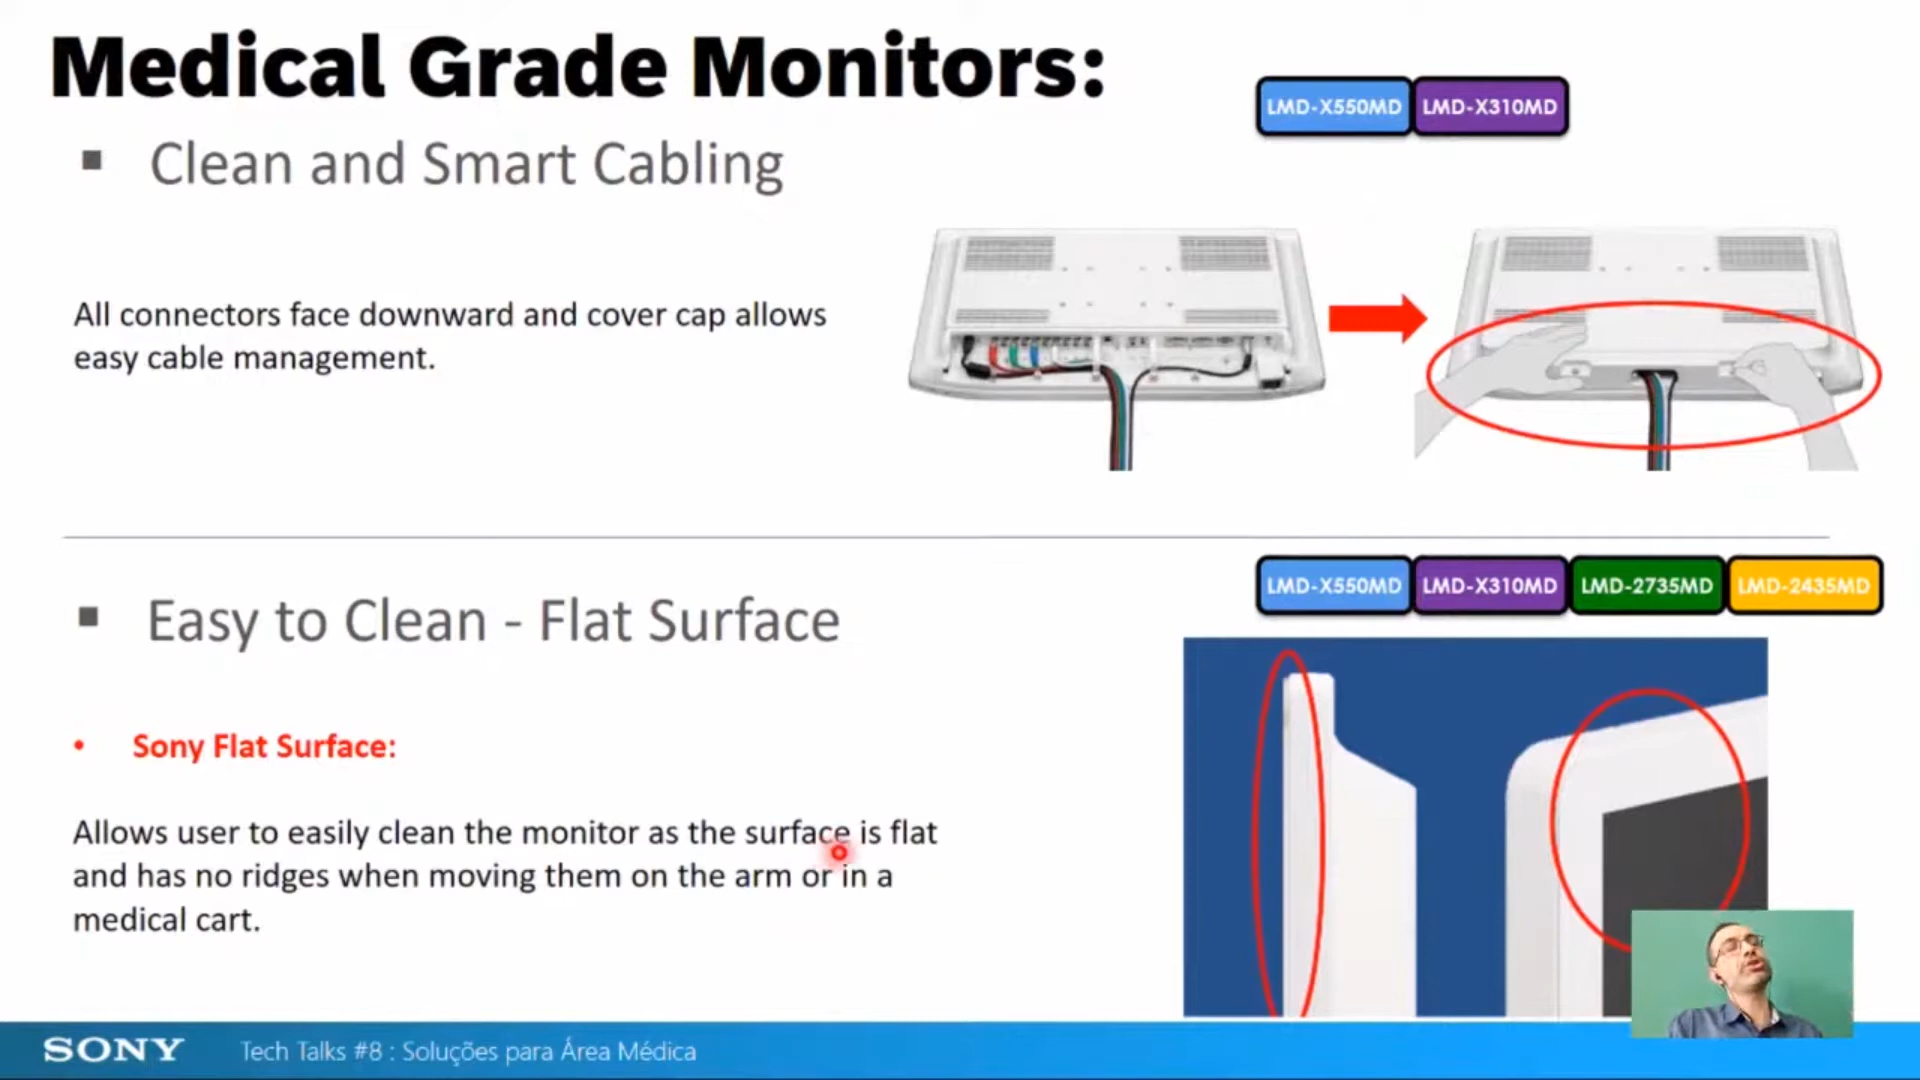 Medical Grade Monitors:
LMD-X550MD LMD-X310MD
▪ Clean and Smart Cabling
All connectors face downward and cover cap allows
easy cable management.
LMD-X550MD LMD-X310MD LMD-2735MD LMD-2435MD
▪ Easy to Clean - Flat Surface
• Sony Flat Surface:
Allows user to easily clean the monitor as the surface is flat
and has no ridges when moving them on the arm or in a
medical cart.
SONY Tech Talks #8 : Soluções para Área Médica